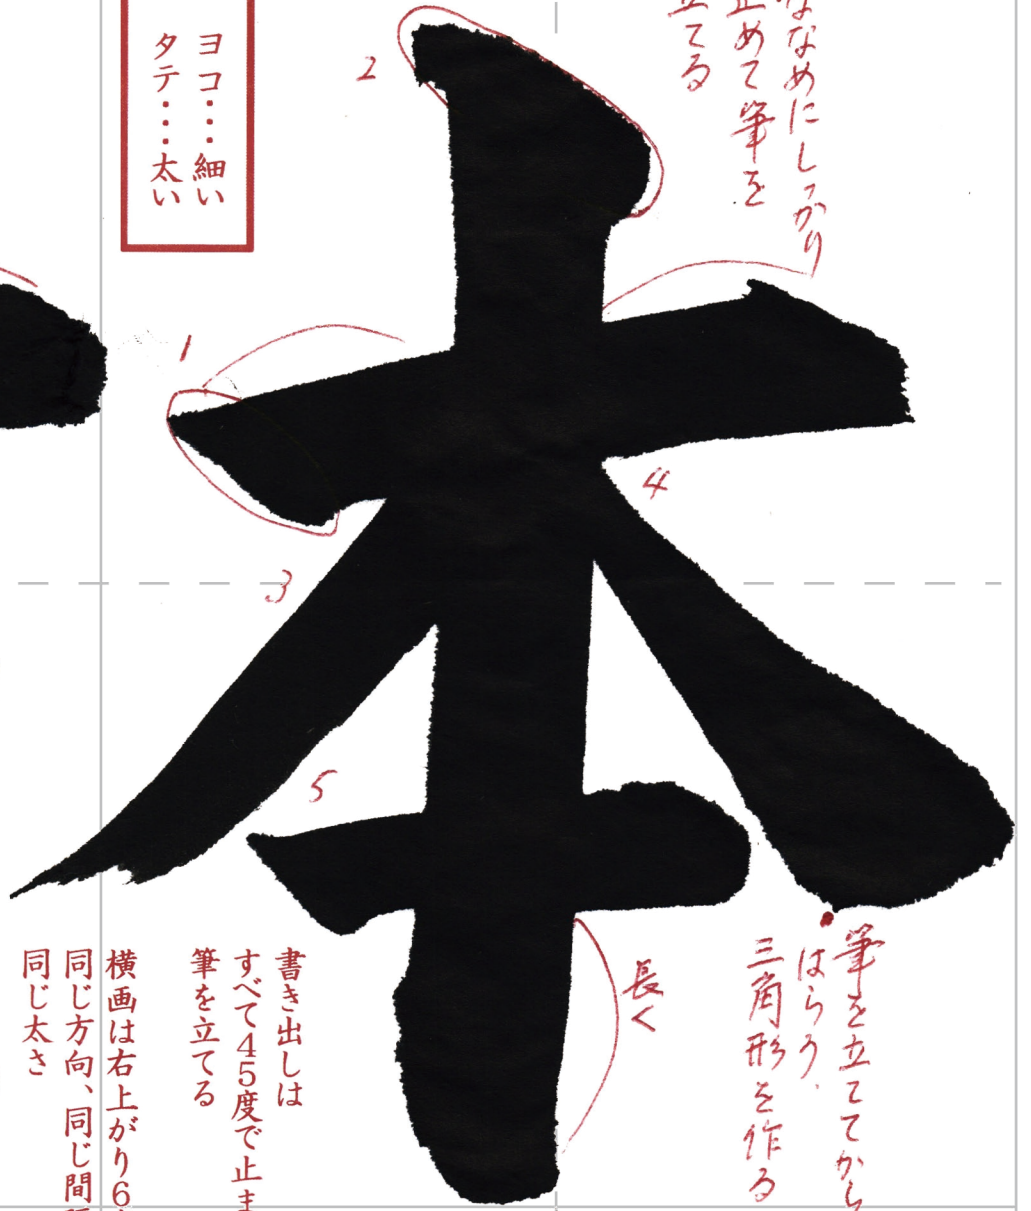 ななめにしっかり
止めて筆を
立てる
ヨコ・・・細い
タテ・・・太い
本
1
2
3
4
5
長く
筆を立ててから
はらう、
三角形を作る
書き出しは
すべて45度で止ま
筆を立てる
横画は右上がり6
同じ方向、同じ間
同じ太さ